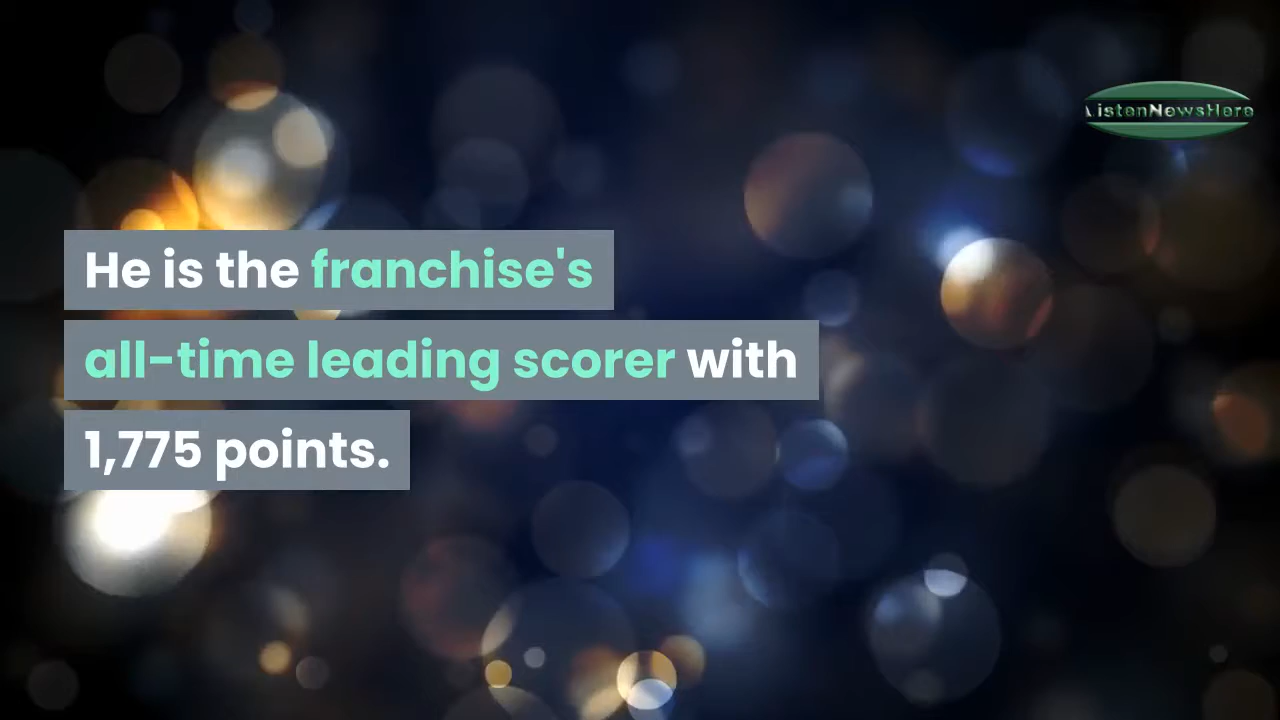 ListenNewsHere
He is the franchise's
all-time leading scorer with
1,775 points.